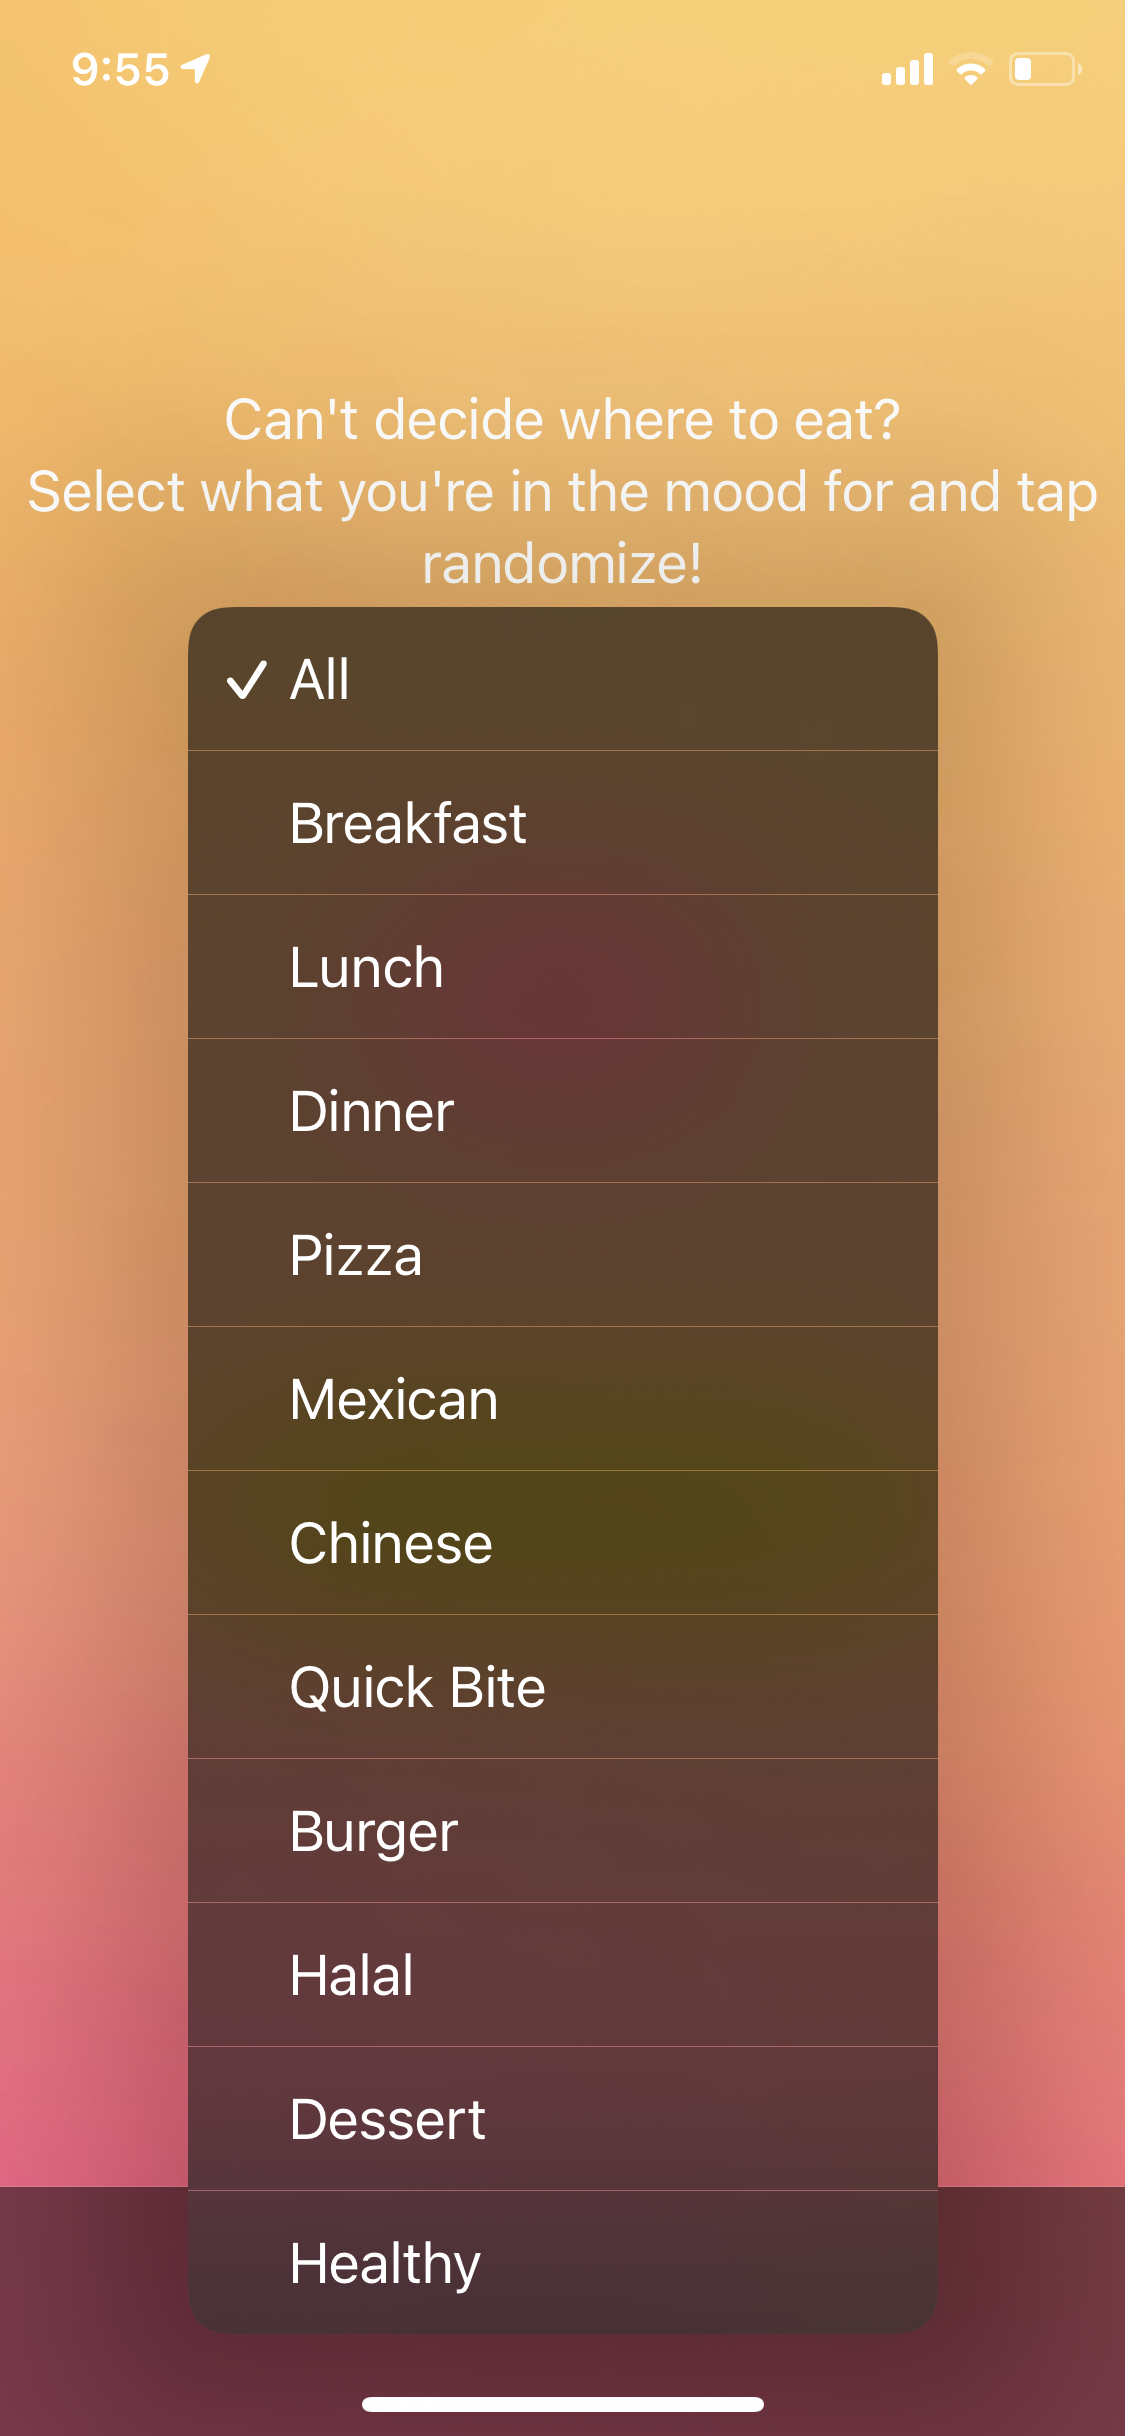 9:55
Can't decide where to eat?
Select what you're in the mood for and tap
randomize!
All
Breakfast
Lunch
Dinner
Pizza
Mexican
Chinese
Quick Bite
Burger
Halal
Dessert
Healthy